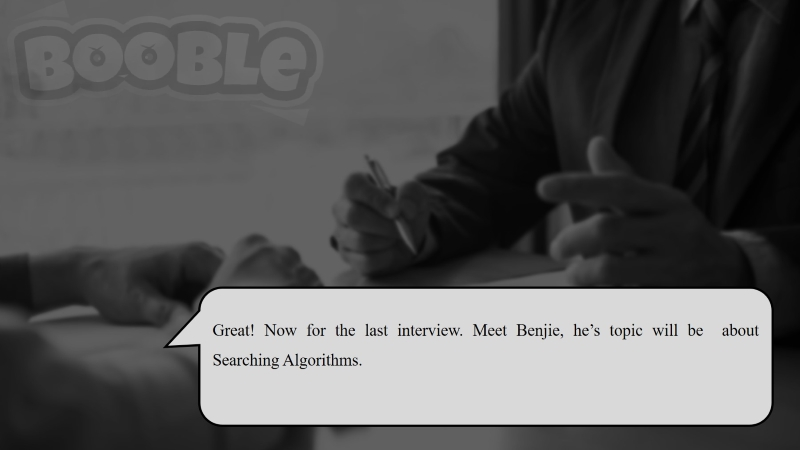 BOOBLe
Great! Now for the last interview. Meet Benjie, he’s topic will be about
Searching Algorithms.